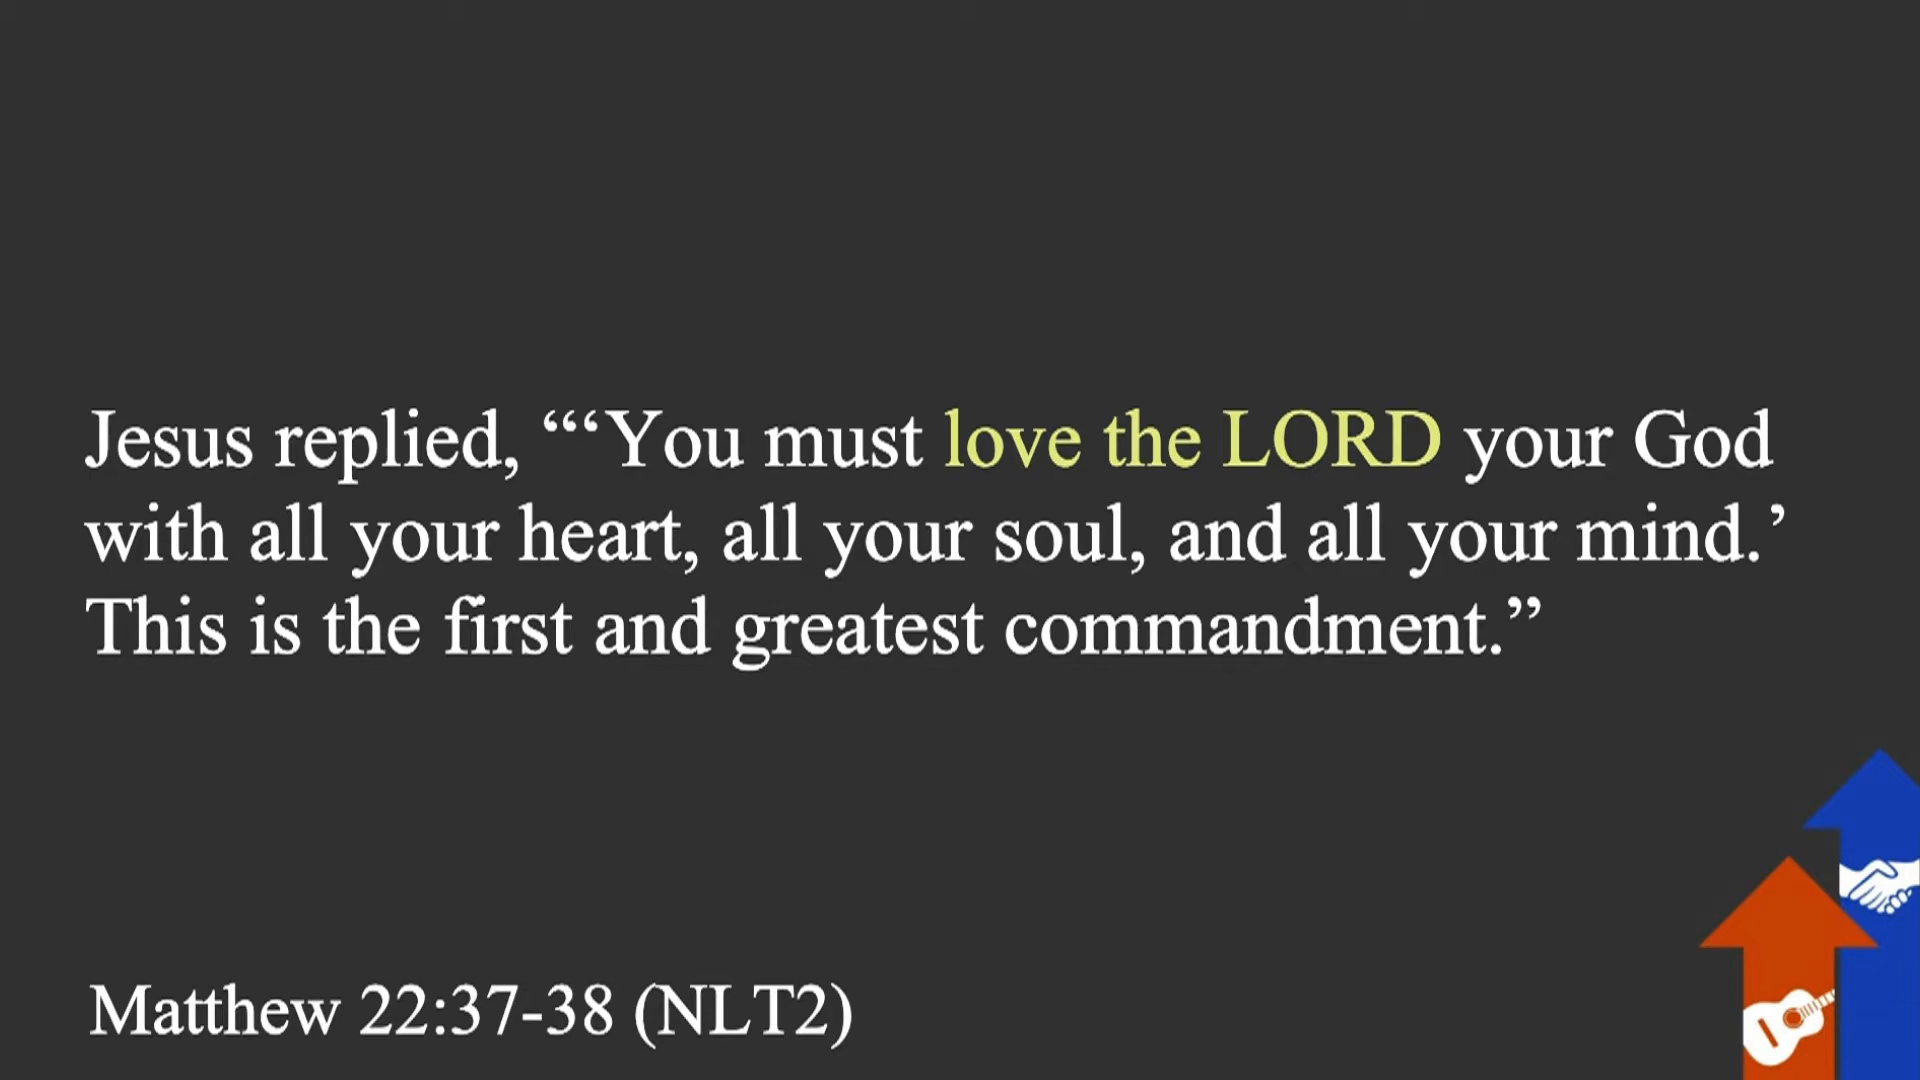 Jesus replied, “‘‘You must love the LORD your God
with all your heart, all your soul, and all your mind.’
This is the first and greatest commandment.”
Matthew 22:37-38 (NLT2)